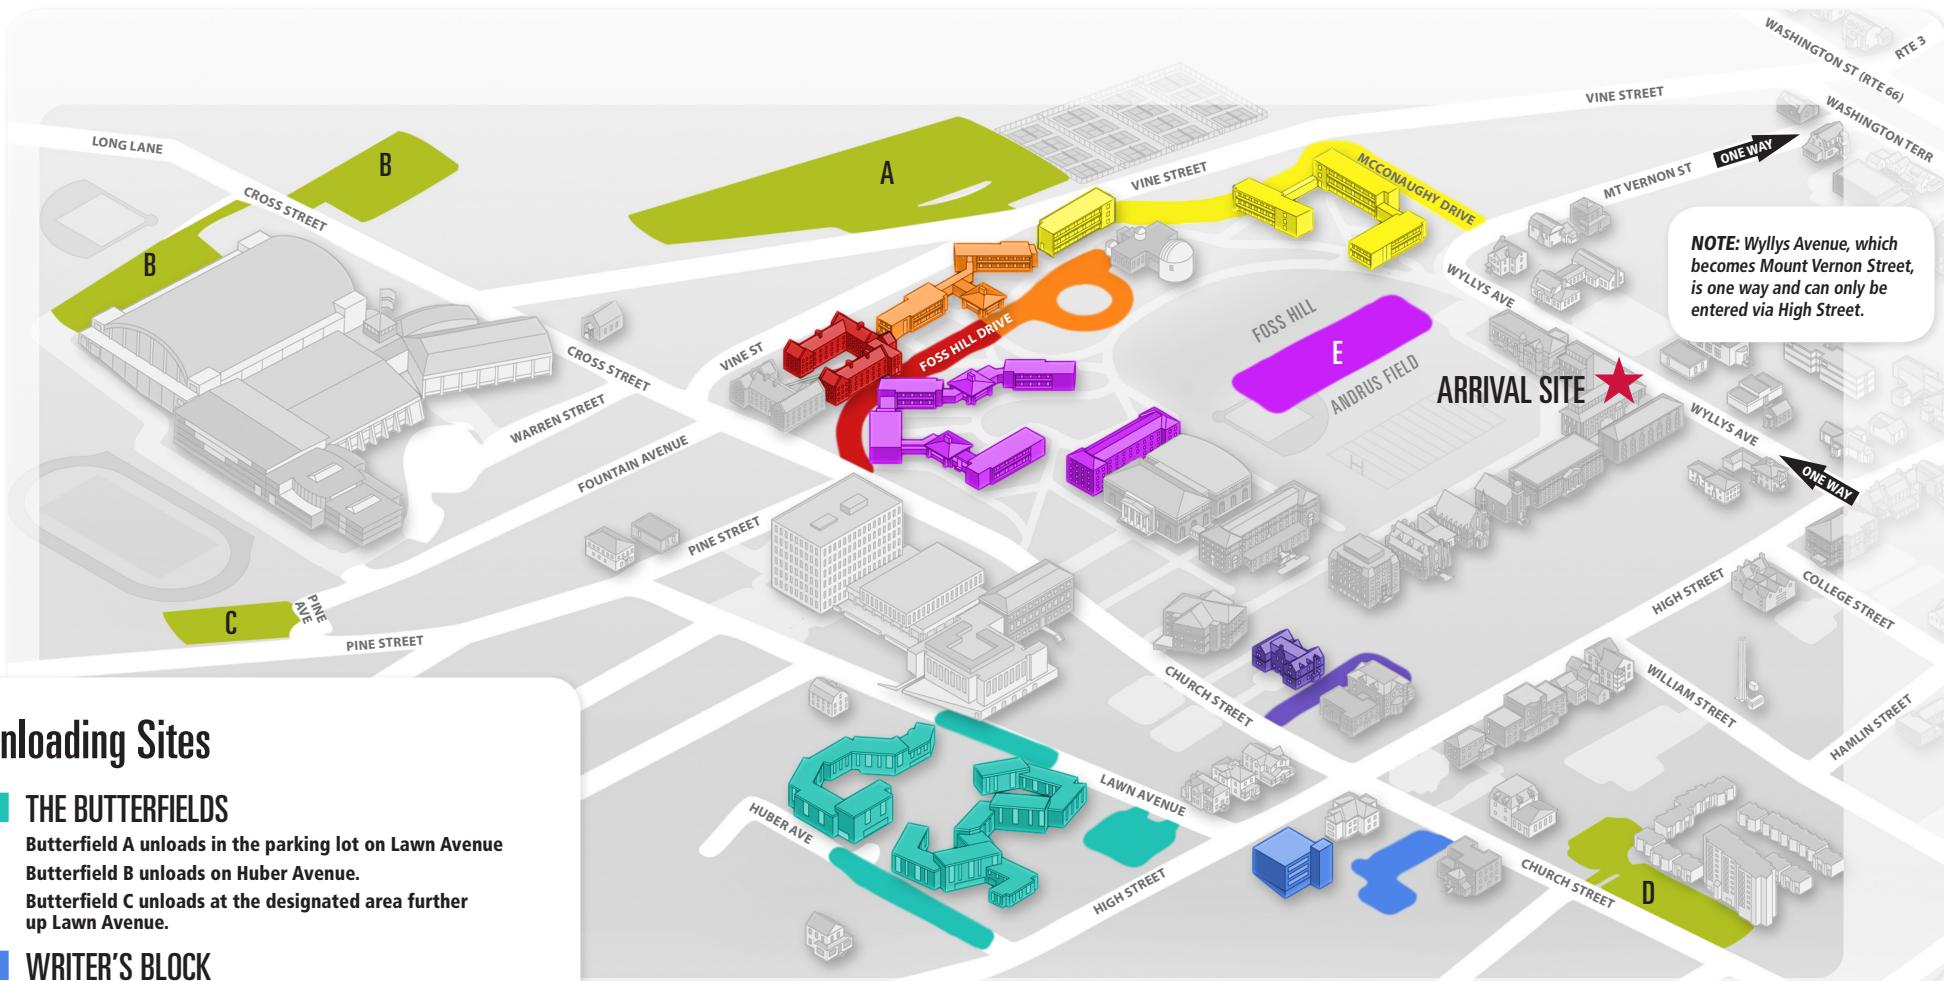 WASHINGTON ST (RTE 66)
RTE 3
WASHINGTON TERR
VINE STREET
ONE WAY
MT VERNON ST
LONG LANE
B
A
VINE STREET
MCCONAUGHY DRIVE
CROSS STREET
NOTE: Wyllys Avenue, which
becomes Mount Vernon Street,
is one way and can only be
entered via High Street.
B
WYLLYS AVE
FOSS HILL
FOSS HILL DRIVE
VINE ST
CROSS STREET
E
ANDRUS FIELD
ARRIVAL SITE
WYLLYS AVE
WARREN STREET
FOUNTAIN AVENUE
ONE WAY
PINE STREET
HIGH STREET
COLLEGE STREET
C
PINE
AVE
PINE STREET
CHURCH STREET
WILLIAM STREET
HAMLIN STREET
LAWN AVENUE
HUBER AVE
HIGH STREET
CHURCH STREET
D
nloading Sites
THE BUTTERFIELDS
Butterfield A unloads in the parking lot on Lawn Avenue
Butterfield B unloads on Huber Avenue.
Butterfield C unloads at the designated area further
up Lawn Avenue.
WRITER'S BLOCK